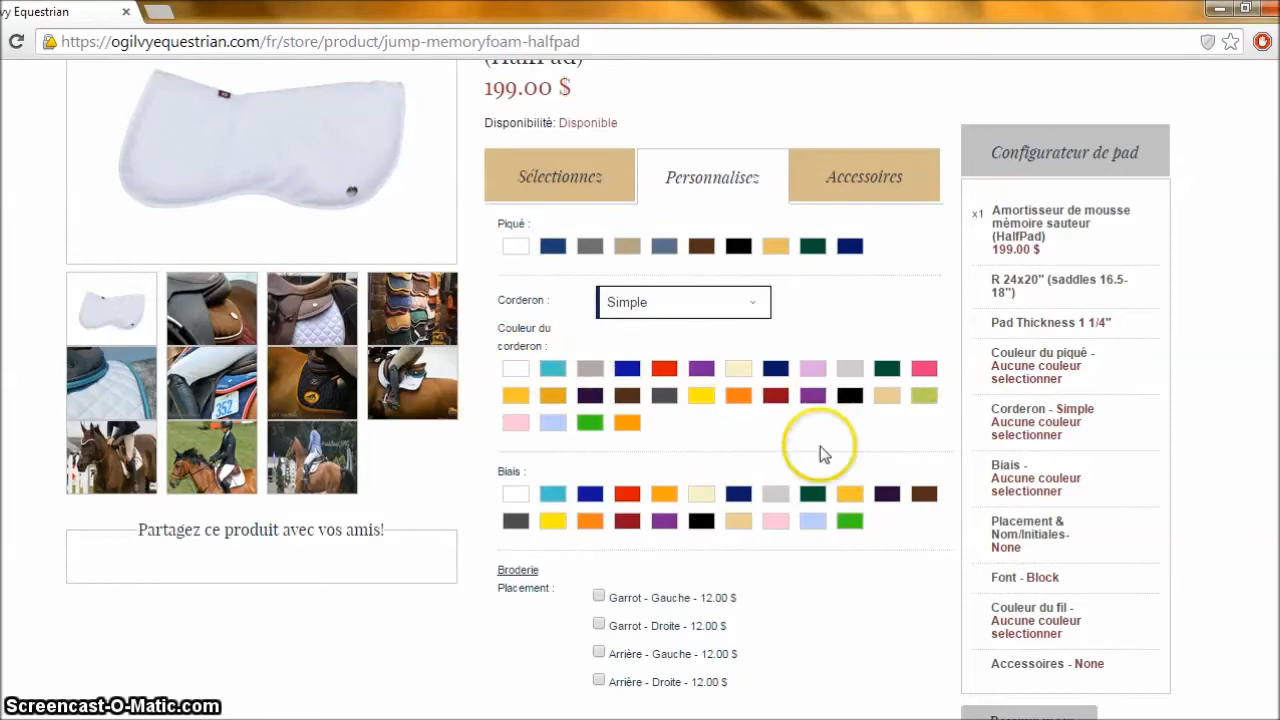 vy Equestrian
https://ogilvyequestrian.com/fr/store/product/jump-memoryfoam-halfpad
(HalfPad)
199.00 $
Disponibilité: Disponible
Sélectionnez
Personnalisez
Accessoires
Piqué :
Corderon :
Simple
Couleur du
corderon :
Biais :
Broderie
Placement :
Garrot - Gauche - 12.00 $
Garrot - Droite - 12.00 $
Arrière - Gauche - 12.00 $
Arrière - Droite - 12.00 $
352
Partagez ce produit avec vos amis!
Configurateur de pad
x1
Amortisseur de mousse
mémoire sauteur
(HalfPad)
199.00 $
R 24x20" (saddles 16.5-
18")
Pad Thickness 1 1/4"
Couleur du piqué -
Aucune couleur
selectionner
Corderon - Simple
Aucune couleur
selectionner
Biais -
Aucune couleur
selectionner
Placement &
Nom/Initiales-
None
Font - Block
Couleur du fil -
Aucune couleur
selectionner
Accessoires - None
Screencast-O-Matic.com